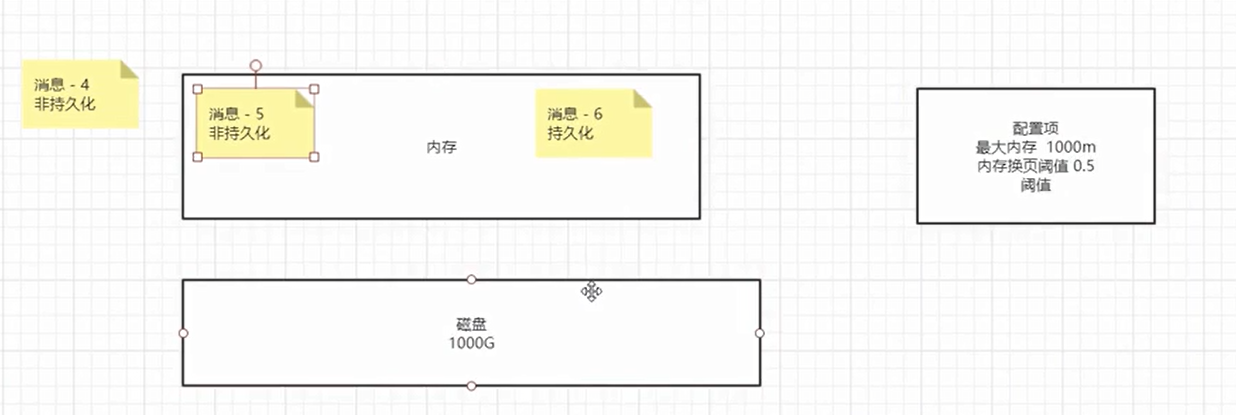 消息 - 4
非持久化
消息 - 5
非持久化
内存
消息 - 6
持久化
配置项
最大内存 1000m
内存换页阈值 0.5
阈值
磁盘
1000G